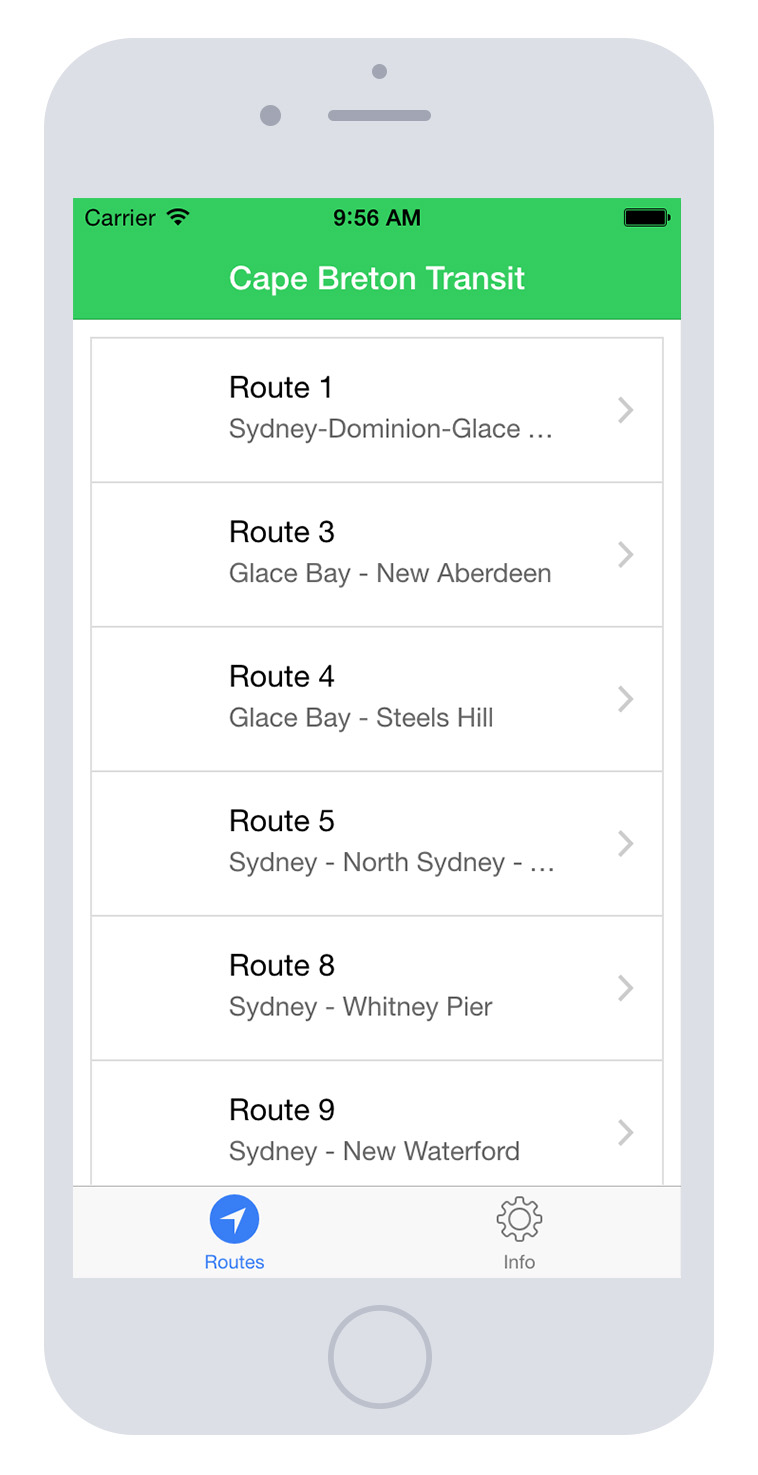 Carrier 9:56 AM
Cape Breton Transit
Route 1
Sydney-Dominion-Glace ...
Route 3
Glace Bay - New Aberdeen
Route 4
Glace Bay - Steels Hill
Route 5
Sydney - North Sydney - ...
Route 8
Sydney - Whitney Pier
Route 9
Sydney - New Waterford
Routes Info